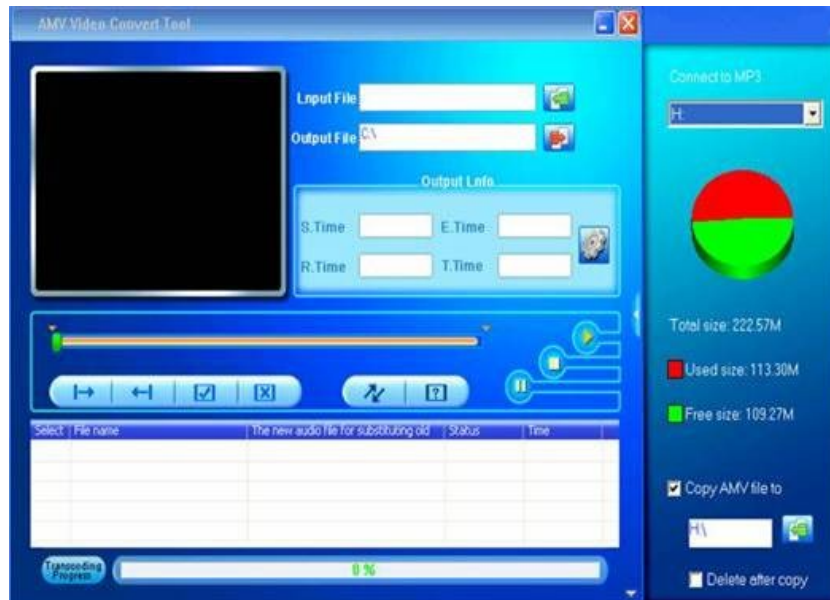 AMV Video Convert Tool
Lnput File
Output File C:\
Output Lnfo
S.Time
E.Time
R.Time
T.Time
Select
File name
The new audio file for substituting old
Status
Time
Transcoding
Progress
0 %
Connect to MP3
H:
Total size: 222.57M
Used size: 113.30M
Free size: 109.27M
Copy AMV file to
H:\
Delete after copy